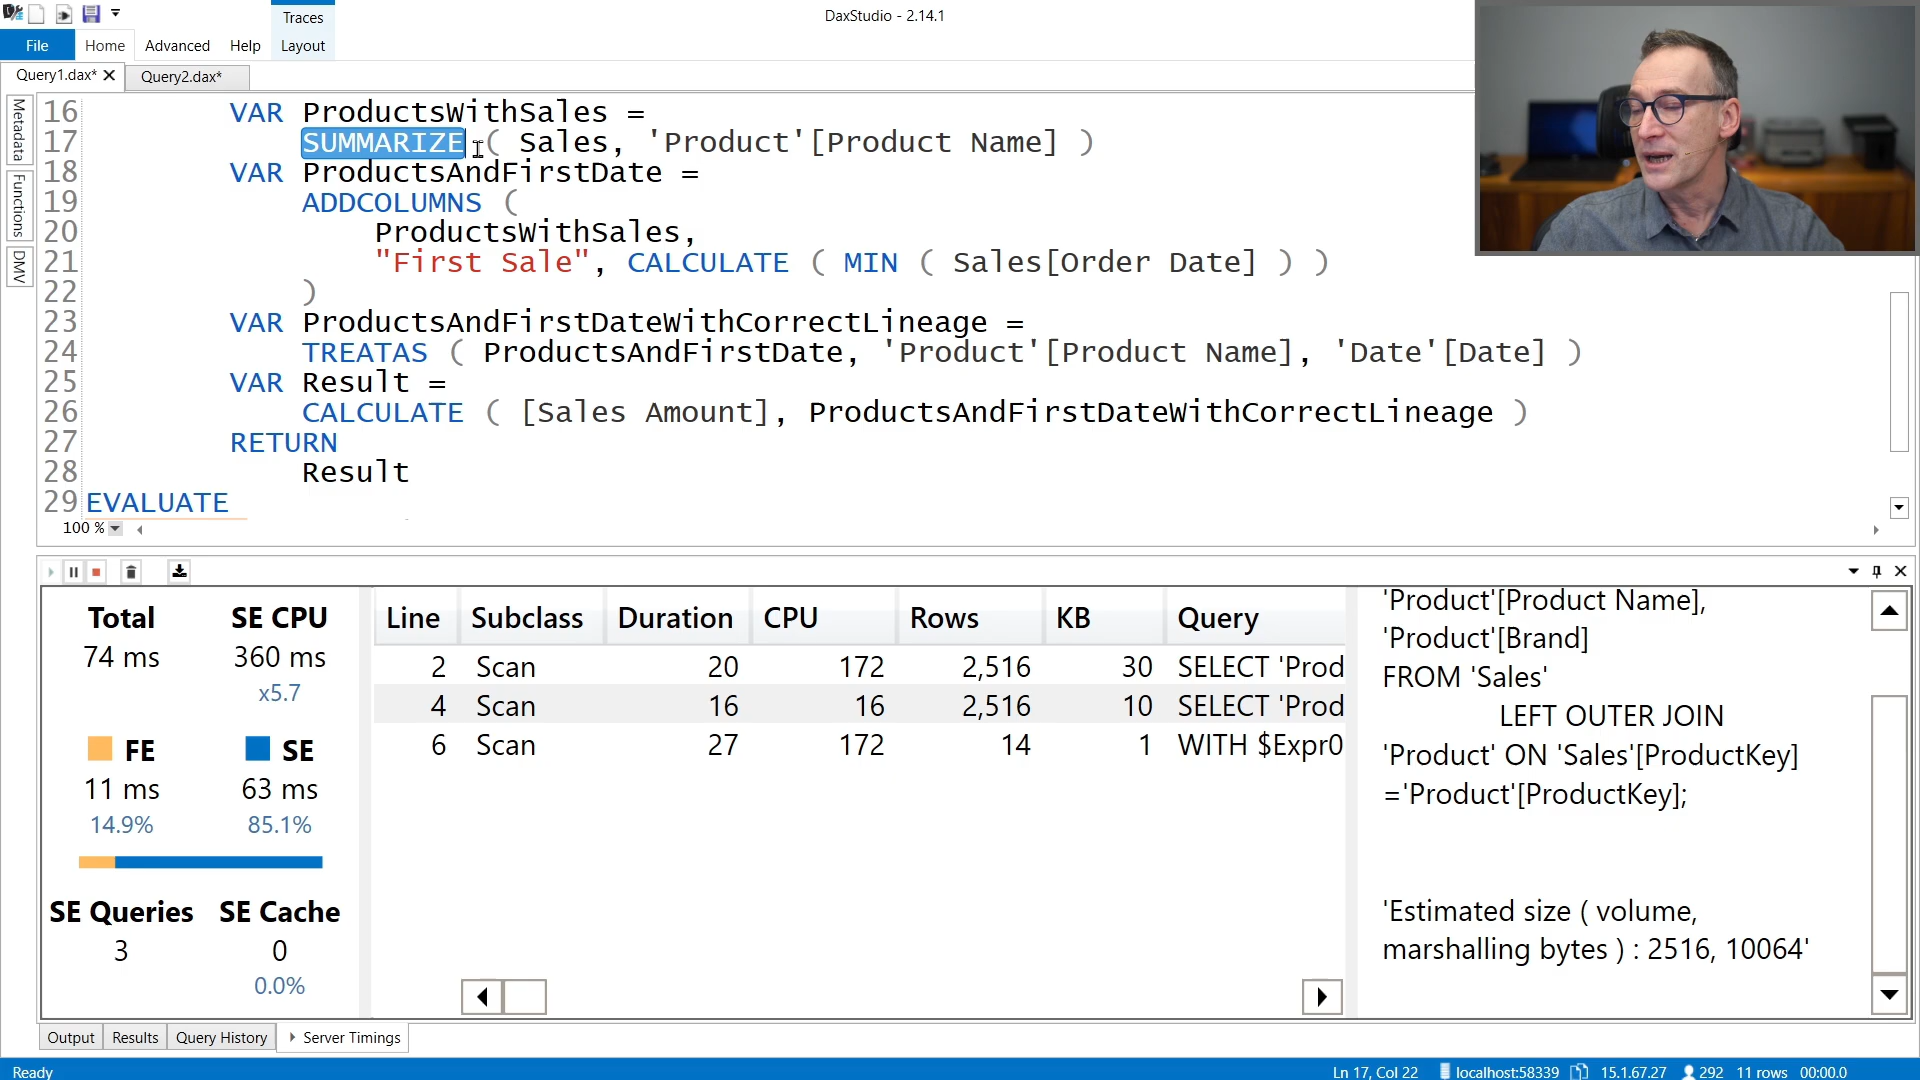 DaxStudio - 2.14.1
Traces
File
Home
Advanced
Help
Layout
Query1.dax*
Query2.dax*
Metadata
Functions
DMV
16 VAR ProductsWithSales =
17 SUMMARIZE ( Sales, 'Product'[Product Name] )
18 VAR ProductsAndFirstDate =
19 ADDCOLUMNS (
20 ProductsWithSales,
21 "First Sale", CALCULATE ( MIN ( Sales[Order Date] ) )
22 )
23 VAR ProductsAndFirstDateWithCorrectLineage =
24 TREATAS ( ProductsAndFirstDate, 'Product'[Product Name], 'Date'[Date] )
25 VAR Result =
26 CALCULATE ( [Sales Amount], ProductsAndFirstDateWithCorrectLineage )
27 RETURN
28 Result
29 EVALUATE
100 %
Total SE CPU
74 ms 360 ms
x5.7
FE SE
11 ms 63 ms
14.9% 85.1%
SE Queries SE Cache
3 0
0.0%
Line Subclass Duration CPU Rows KB Query
2 Scan 20 172 2,516 30 SELECT 'Prod
4 Scan 16 16 2,516 10 SELECT 'Prod
6 Scan 27 172 14 1 WITH $Expr0
'Product'[Product Name],
'Product'[Brand]
FROM 'Sales'
LEFT OUTER JOIN
'Product' ON 'Sales'[ProductKey]
='Product'[ProductKey];
'Estimated size ( volume,
marshalling bytes ) : 2516, 10064'
Output
Results
Query History
Server Timings
Ready
Ln 17, Col 22
localhost:58339
15.1.67.27
292
11 rows
00:00.0